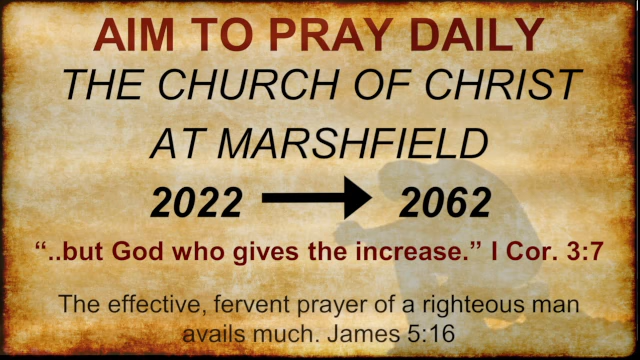 AIM TO PRAY DAILY
THE CHURCH OF CHRIST
AT MARSHFIELD
2022 → 2062
“..but God who gives the increase.” I Cor. 3:7
The effective, fervent prayer of a righteous man
avails much. James 5:16